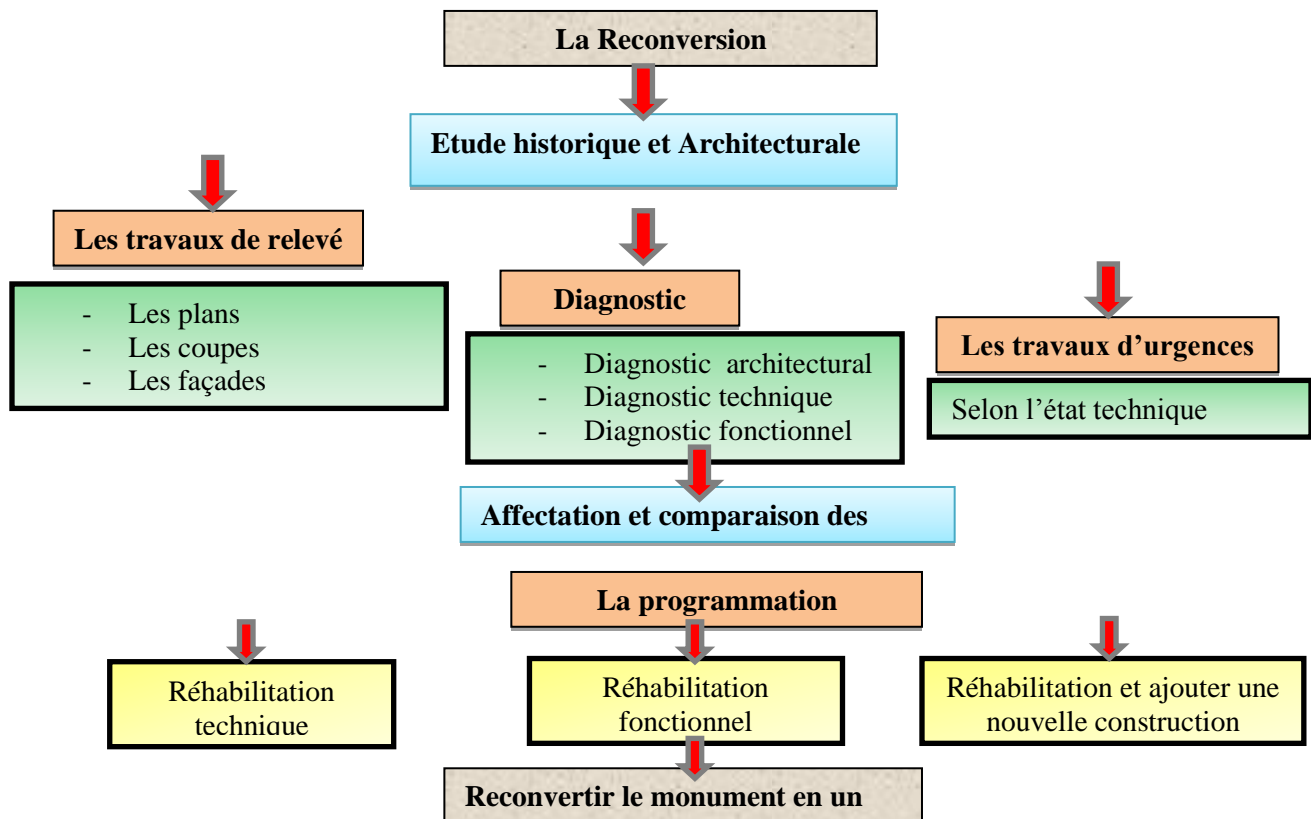 La Reconversion
Etude historique et Architecturale
Les travaux de relevé
- Les plans
- Les coupes
- Les façades
Diagnostic
- Diagnostic architectural
- Diagnostic technique
- Diagnostic fonctionnel
Les travaux d’urgences
Selon l’état technique
Affectation et comparaison des
La programmation
Réhabilitation
technique
Réhabilitation
fonctionnel
Réhabilitation et ajouter une
nouvelle construction
Reconvertir le monument en un